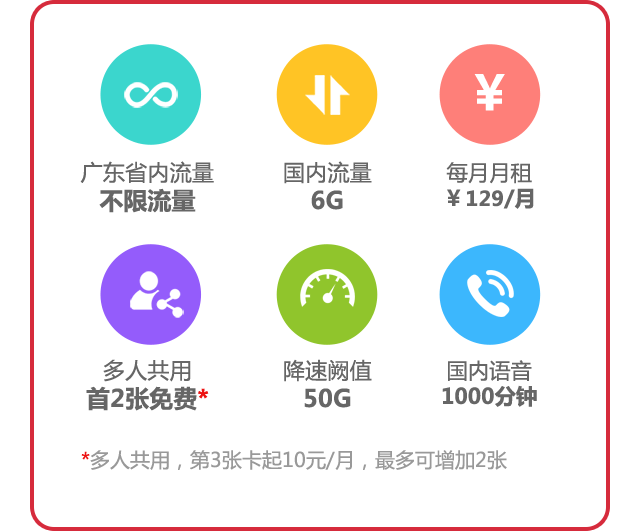 ¥
广东省内流量 国内流量 每月月租
不限流量 6G ¥129/月
多人共用 降速阙值 国内语音
首2张免费* 50G 1000分钟
*多人共用，第3张卡起10元/月，最多可增加2张